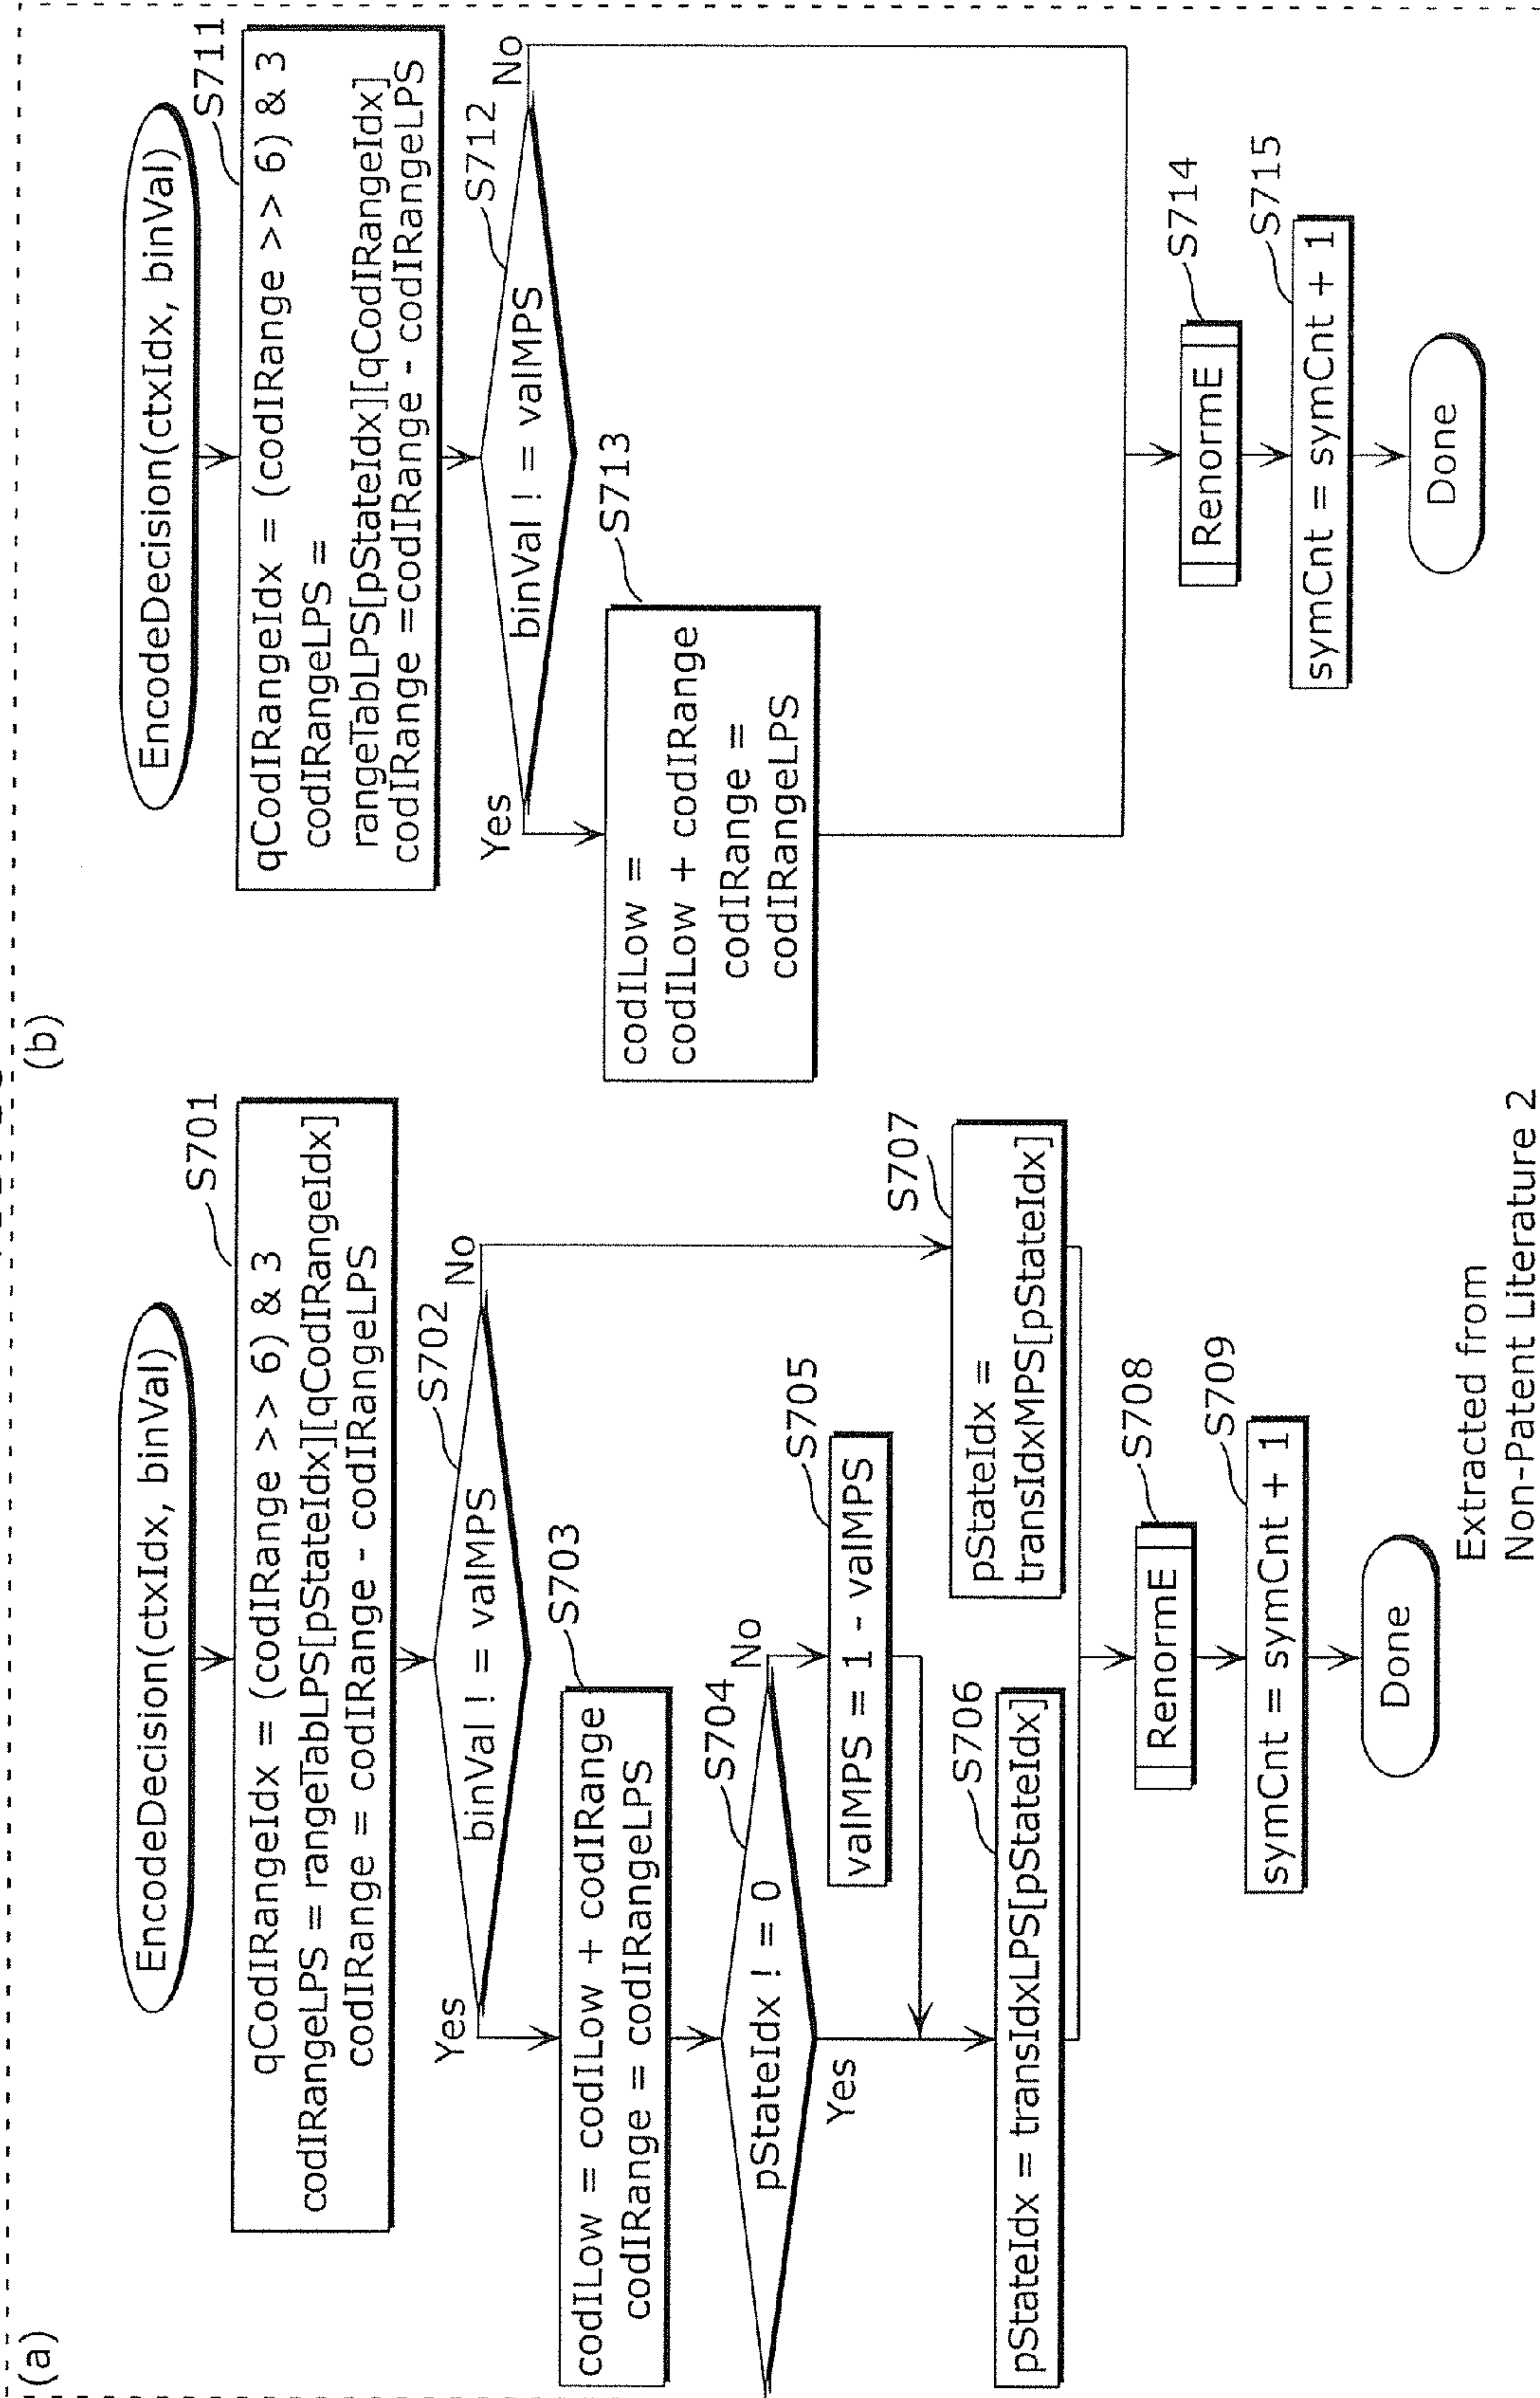 (a)
EncodeDecision(ctxIdx, binVal)
S701
qCodIRangeIdx = (codIRange >> 6) & 3
codIRangeLPS = rangeTabLPS[pStateIdx][qCodIRangeIdx]
codIRange = codIRange - codIRangeLPS
S702
binVal ! = valMPS
Yes
No
S703
codILow = codILow + codIRange
codIRange = codIRangeLPS
S704
pStateIdx ! = 0
No
Yes
S705
valMPS = 1 - valMPS
S706
pStateIdx = transIdxLPS[pStateIdx]
S707
pStateIdx =
transIdxMPS[pStateIdx]
S708
RenormE
S709
symCnt = symCnt + 1
Done
Extracted from
Non-Patent Literature 2
(b)
EncodeDecision(ctxIdx, binVal)
S711
qCodIRangeIdx = (codIRange >> 6) & 3
codIRangeLPS =
rangeTabLPS[pStateIdx][qCodIRangeIdx]
codIRange =codIRange - codIRangeLPS
S712
binVal ! = valMPS
Yes
No
S713
codILow =
codILow + codIRange
codIRange =
codIRangeLPS
S714
RenormE
S715
symCnt = symCnt + 1
Done